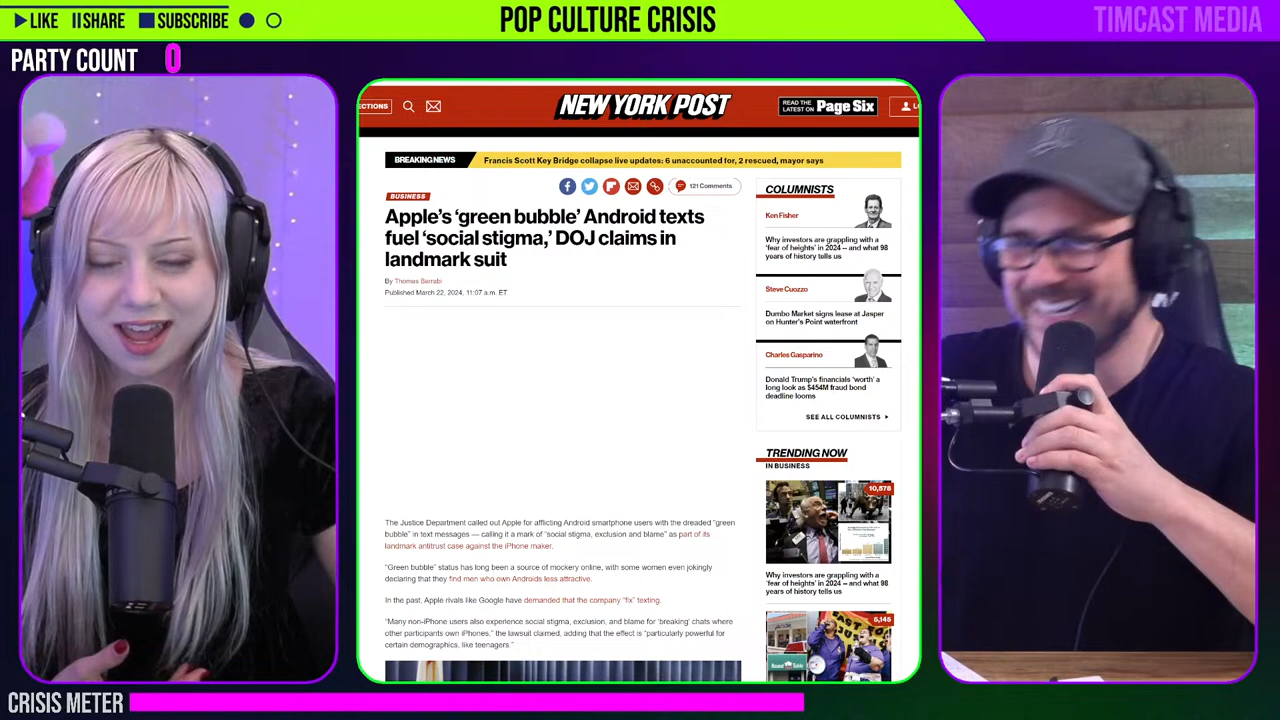 LIKE SHARE SUBSCRIBE
POP CULTURE CRISIS
TIMCAST MEDIA
PARTY COUNT 0
CTIONS
NEW YORK POST
READ THE
LATEST ON
Page Six
LO
BREAKING NEWS
Francis Scott Key Bridge collapse live updates: 6 unaccounted for, 2 rescued, mayor says
121 Comments
BUSINESS
Apple's 'green bubble' Android texts
fuel 'social stigma,' DOJ claims in
landmark suit
By Thomas Barrabi
Published March 22, 2024, 11:07 a.m. ET
The Justice Department called out Apple for afflicting Android smartphone users with the dreaded "green
bubble" in text messages — calling it a mark of "social stigma, exclusion and blame" as part of its
landmark antitrust case against the iPhone maker.
"Green bubble" status has long been a source of mockery online, with some women even jokingly
declaring that they find men who own Androids less attractive.
In the past, Apple rivals like Google have demanded that the company "fix" texting.
"Many non-iPhone users also experience social stigma, exclusion, and blame for 'breaking' chats where
other participants own iPhones," the lawsuit claimed, adding that the effect is "particularly powerful for
certain demographics, like teenagers."
COLUMNISTS
Ken Fisher
Why investors are grappling with a
'fear of heights' in 2024 – and what 98
years of history tells us
Steve Cuozzo
Dumbo Market signs lease at Jasper
on Hunter's Point waterfront
Charles Gasparino
Donald Trump's financials 'worth' a
long look as $454M fraud bond
deadline looms
SEE ALL COLUMNISTS
TRENDING NOW
IN BUSINESS
10,578
Why investors are grappling with a
'fear of heights' in 2024 – and what 98
years of history tells us
5,145
CRISIS METER